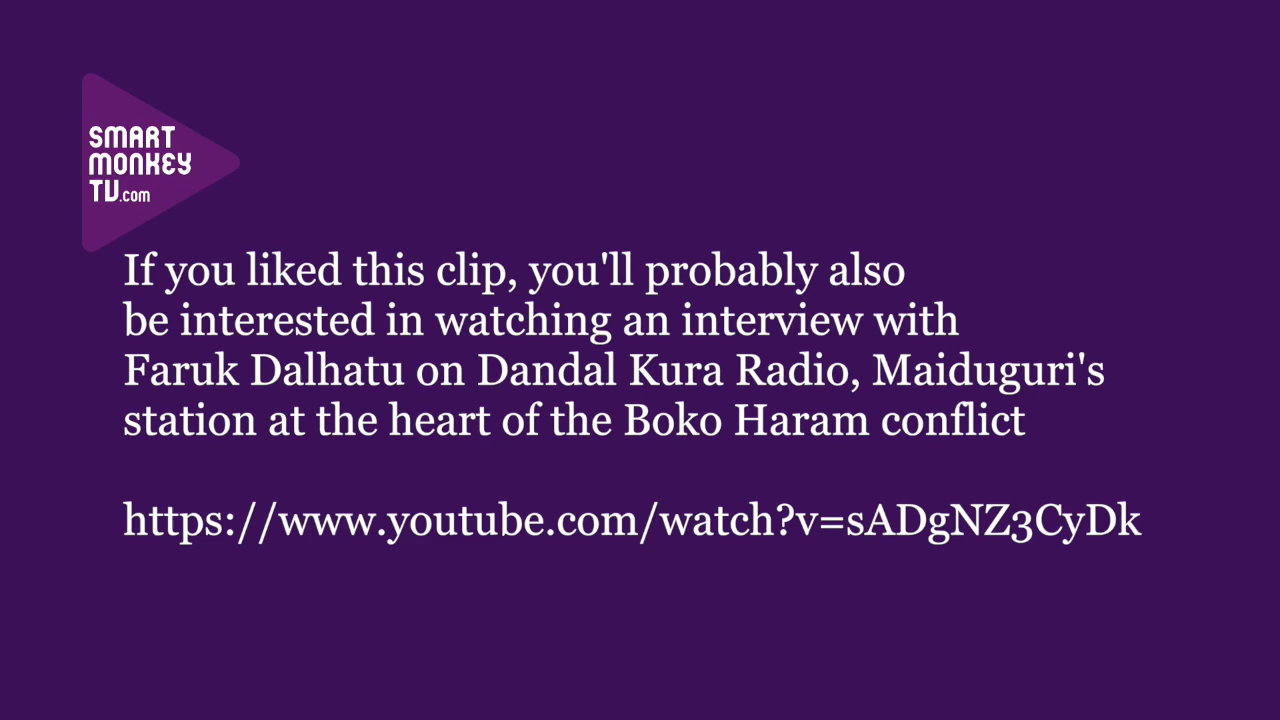 SMART
MONKEY
TV.com
If you liked this clip, you'll probably also
be interested in watching an interview with
Faruk Dalhatu on Dandal Kura Radio, Maiduguri's
station at the heart of the Boko Haram conflict
https://www.youtube.com/watch?v=sADgNZ3CyDk